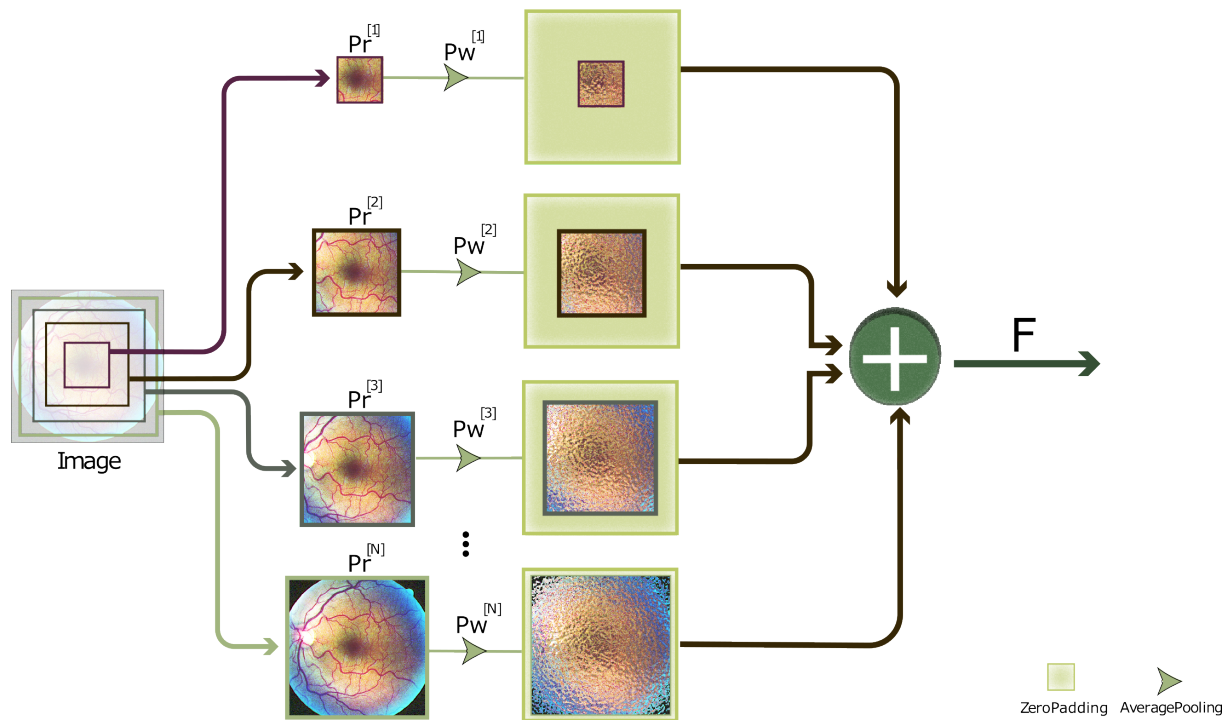 Pr[1]
Pw[1]
Pr[2]
Pw[2]
Pr[3]
Pw[3]
Image
F
Pr[N]
Pw[N]
ZeroPadding
AveragePooling